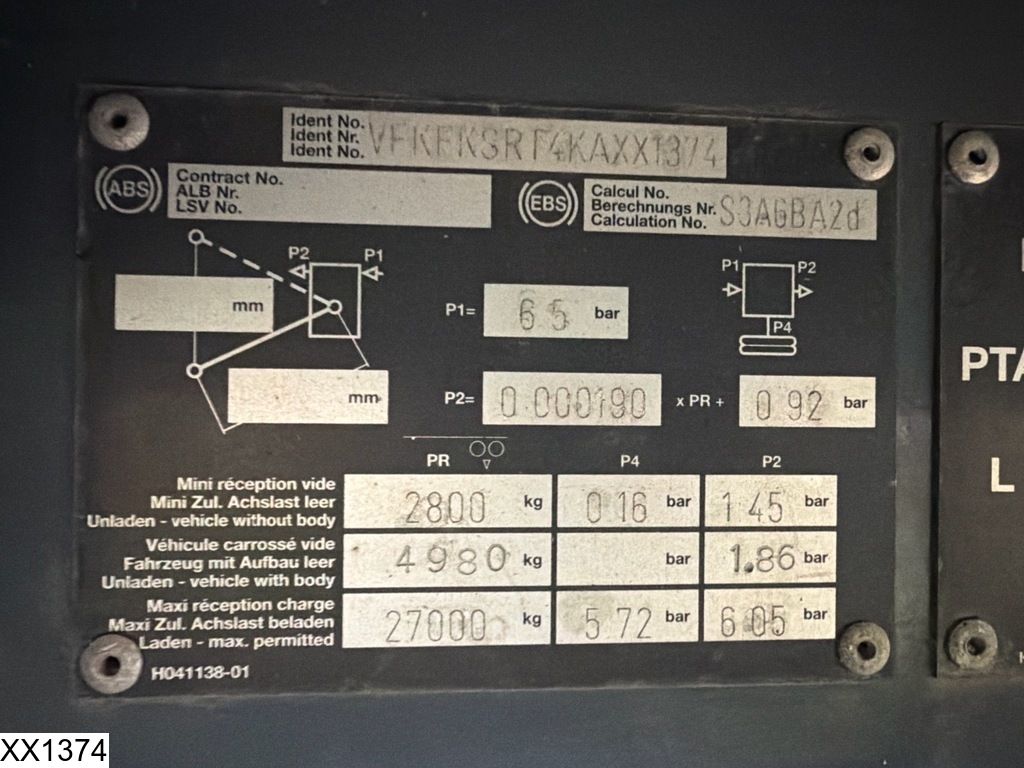 Ident No.
Ident Nr. VFKFKSRT4KAXX1374
Ident No.
ABS
Contract No.
ALB Nr.
LSV No.
EBS
Calcul No.
Berechnungs Nr. S3A6BA2d
Calculation No.
P2 P1
mm
mm
P1= 6 5 bar
P1 P2
P4
P2= 0 000190 x PR + 0 92 bar
PR P4 P2
Mini réception vide
Mini Zul. Achslast leer 2800 kg 0 16 bar 1 45 bar
Unladen - vehicle without body
Véhicule carrossé vide
Fahrzeug mit Aufbau leer 4980 kg bar 1.86 bar
Unladen - vehicle with body
Maxi réception charge
Maxi Zul. Achslast beladen 27000 kg 5 72 bar 6 05 bar
Laden - max. permitted
H041138-01
PTA
L
XX1374